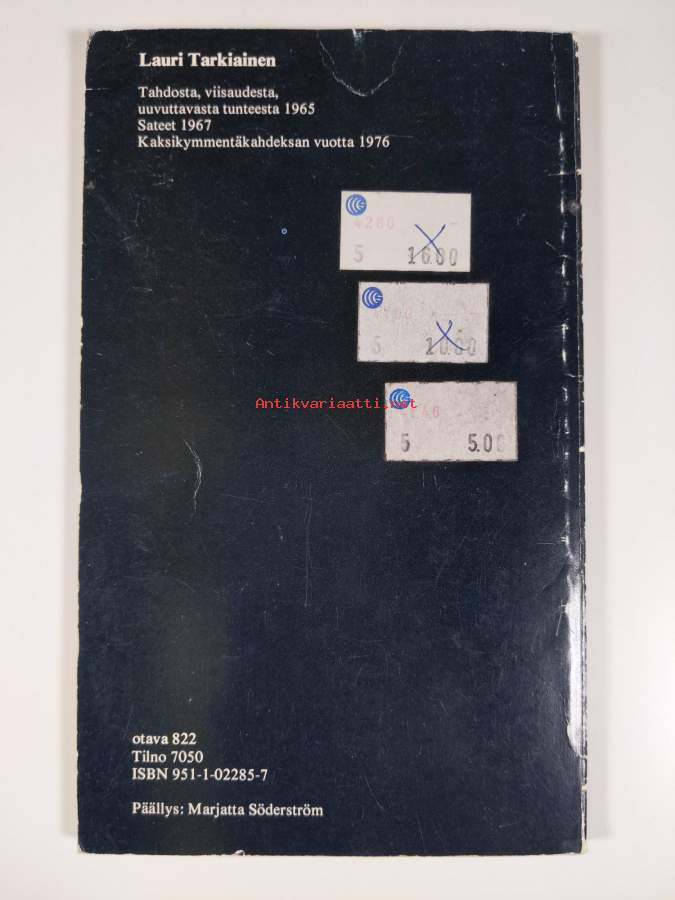 Lauri Tarkiainen
Tahdosta, viisaudesta,
uuvuttavasta tunteesta 1965
Sateet 1967
Kaksikymmentäkahdeksan vuotta 1976
5 16.00
5 10.00
Antikvariaatti.net
5 5.00
otava 822
Tilno 7050
ISBN 951-1-02285-7
Päällys: Marjatta Söderström